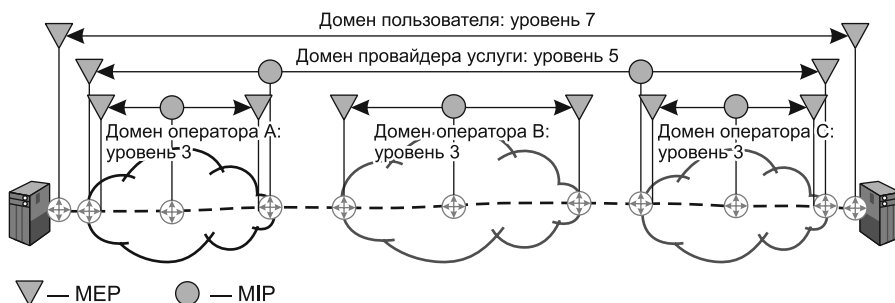 Домен пользователя: уровень 7
Домен провайдера услуги: уровень 5
Домен оператора A:
уровень 3
Домен оператора B:
уровень 3
Домен оператора C:
уровень 3
— MEP
— MIP